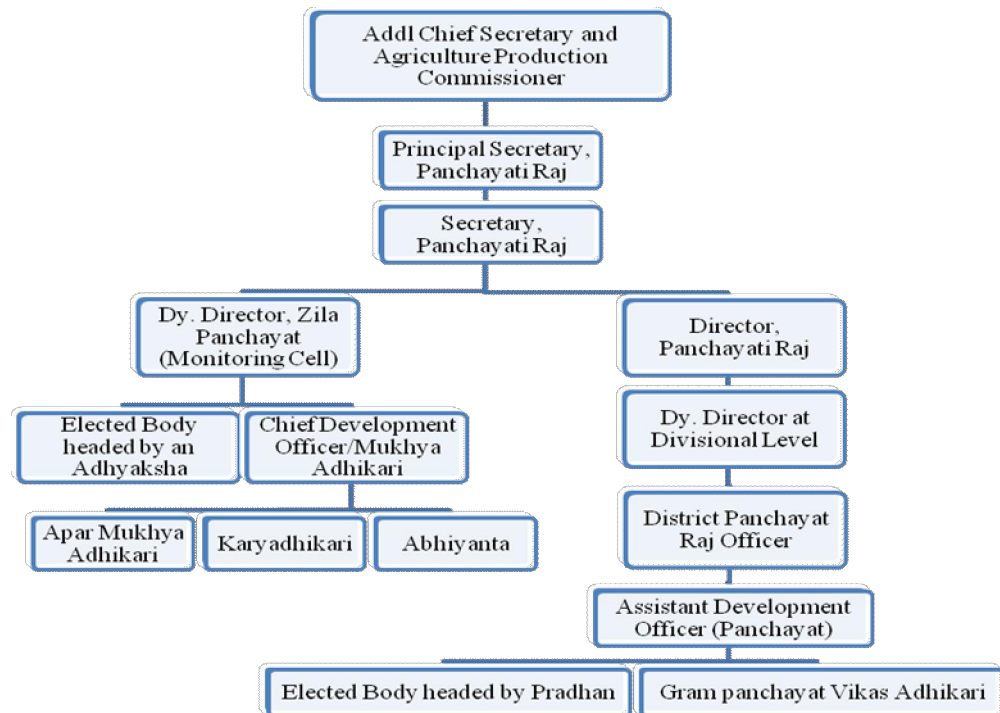 Addl Chief Secretary and
Agriculture Production
Commissioner
Principal Secretary,
Panchayati Raj
Secretary,
Panchayati Raj
Dy. Director, Zila
Panchayat
(Monitoring Cell)
Director,
Panchayati Raj
Elected Body
headed by an
Adhyaksha
Chief Development
Officer/Mukhya
Adhikari
Dy. Director at
Divisional Level
Apar Mukhya
Adhikari
Karyadhikari
Abhiyanta
District Panchayat
Raj Officer
Assistant Development
Officer (Panchayat)
Elected Body headed by Pradhan
Gram panchayat Vikas Adhikari